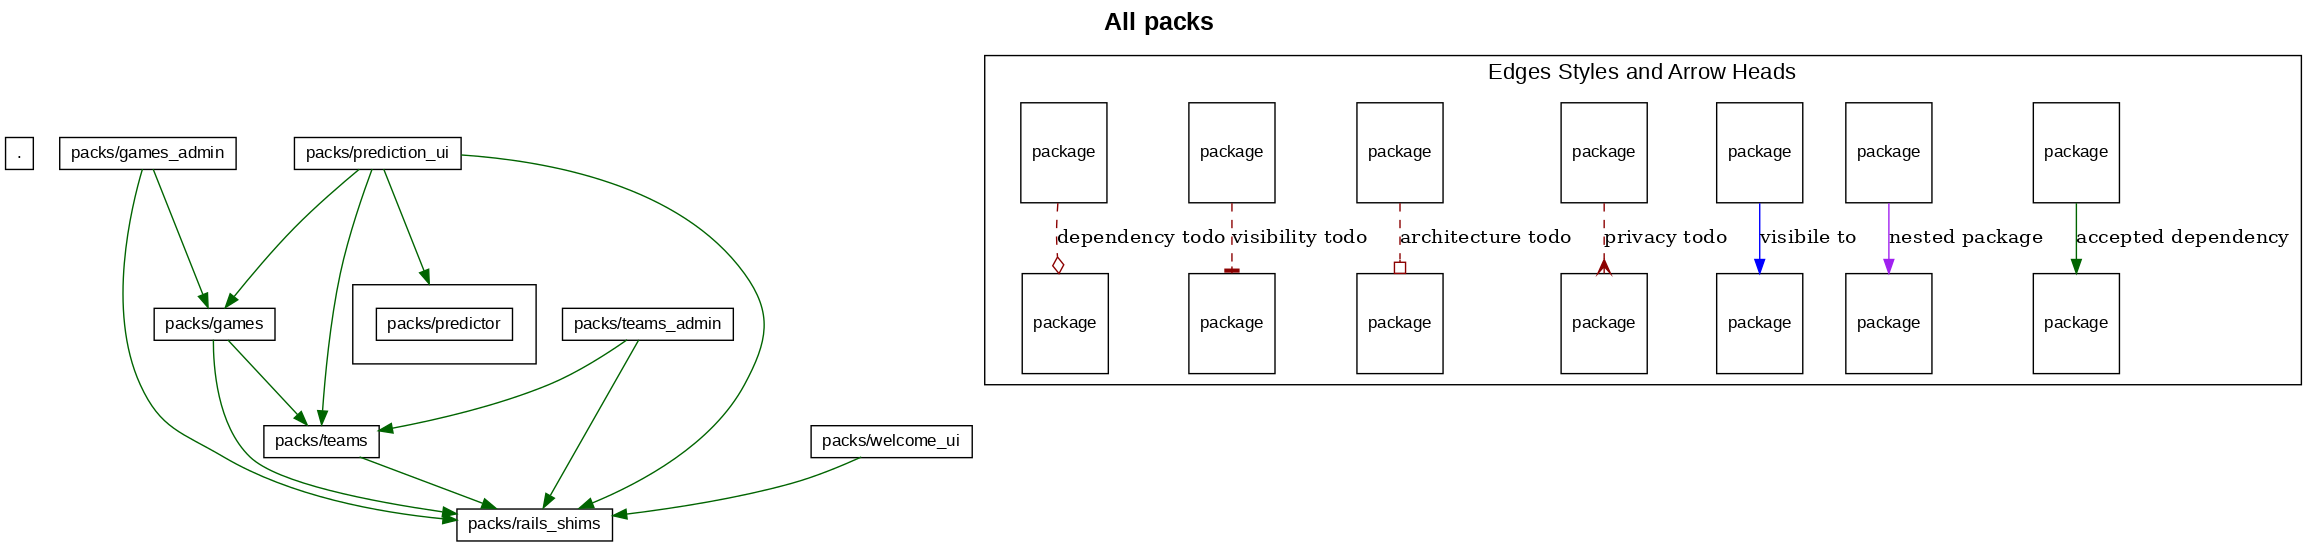 All packs
Edges Styles and Arrow Heads
.
packs/games_admin
packs/prediction_ui
packs/games
packs/predictor
packs/teams_admin
packs/teams
packs/welcome_ui
packs/rails_shims
package
package
package
package
package
package
package
dependency todo
visibility todo
architecture todo
privacy todo
visibile to
nested package
accepted dependency
package
package
package
package
package
package
package